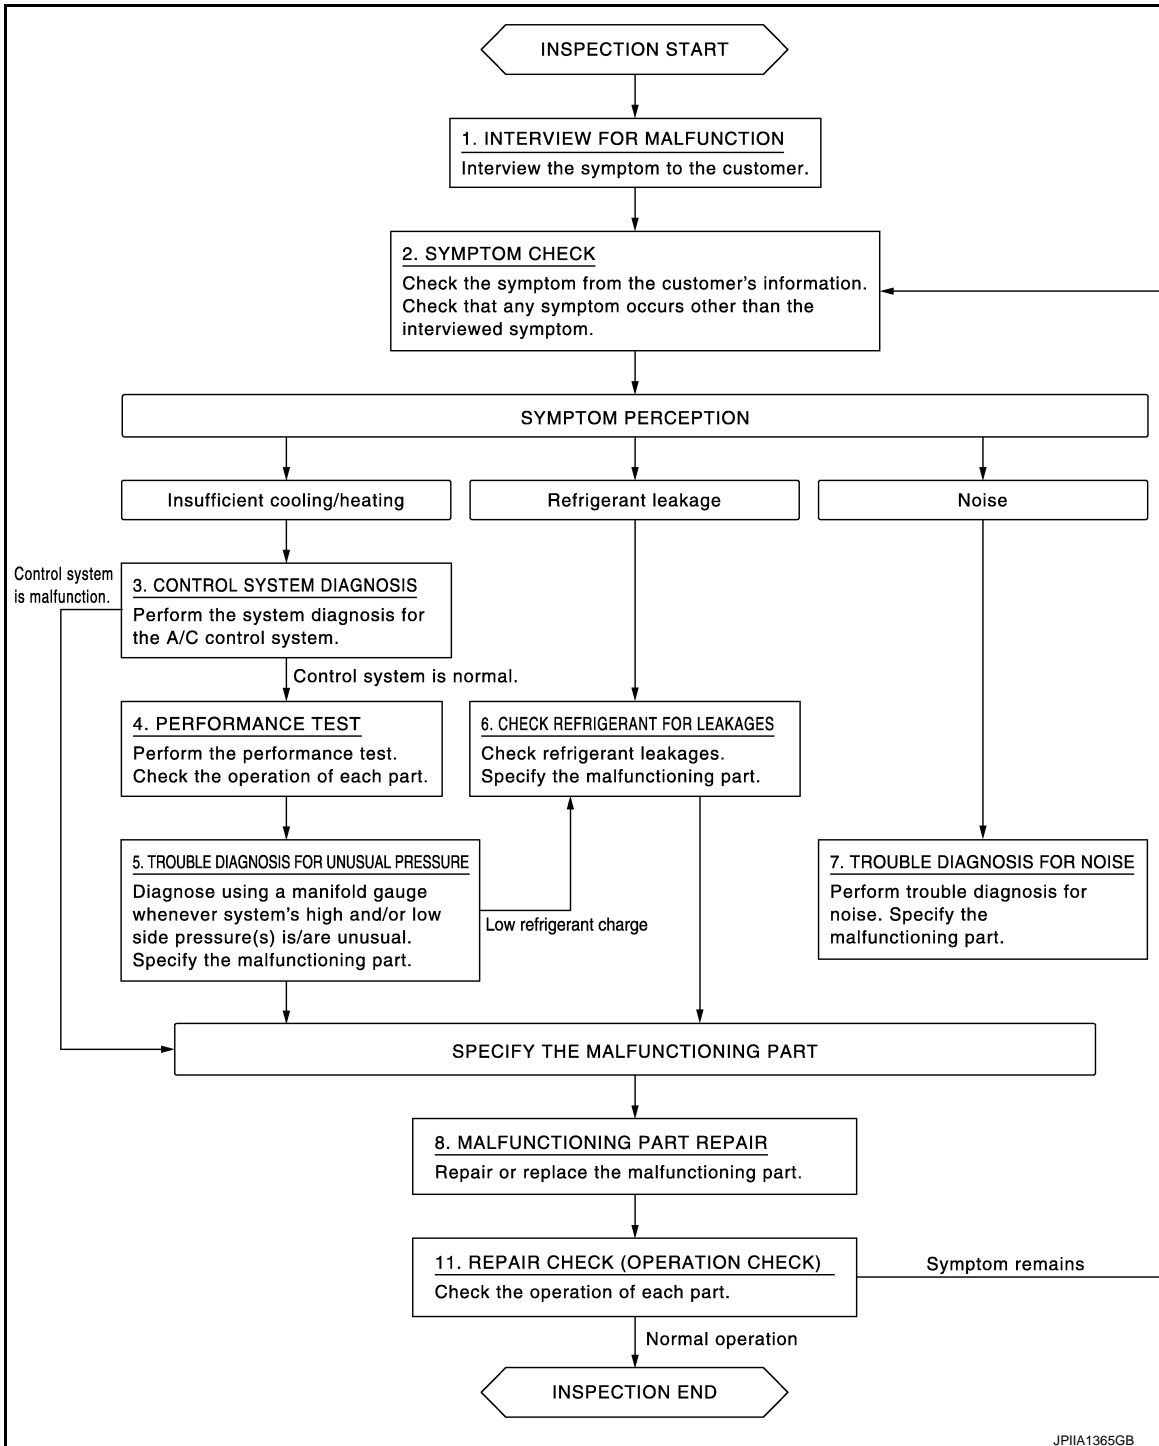 INSPECTION START
1. INTERVIEW FOR MALFUNCTION
Interview the symptom to the customer.
2. SYMPTOM CHECK
Check the symptom from the customer's information.
Check that any symptom occurs other than the
interviewed symptom.
SYMPTOM PERCEPTION
Insufficient cooling/heating
Refrigerant leakage
Noise
Control system
is malfunction.
3. CONTROL SYSTEM DIAGNOSIS
Perform the system diagnosis for
the A/C control system.
Control system is normal.
4. PERFORMANCE TEST
Perform the performance test.
Check the operation of each part.
6. CHECK REFRIGERANT FOR LEAKAGES
Check refrigerant leakages.
Specify the malfunctioning part.
5. TROUBLE DIAGNOSIS FOR UNUSUAL PRESSURE
Diagnose using a manifold gauge
whenever system's high and/or low
side pressure(s) is/are unusual.
Specify the malfunctioning part.
Low refrigerant charge
7. TROUBLE DIAGNOSIS FOR NOISE
Perform trouble diagnosis for
noise. Specify the
malfunctioning part.
SPECIFY THE MALFUNCTIONING PART
8. MALFUNCTIONING PART REPAIR
Repair or replace the malfunctioning part.
11. REPAIR CHECK (OPERATION CHECK)
Check the operation of each part.
Symptom remains
Normal operation
INSPECTION END
JPIIA1365GB